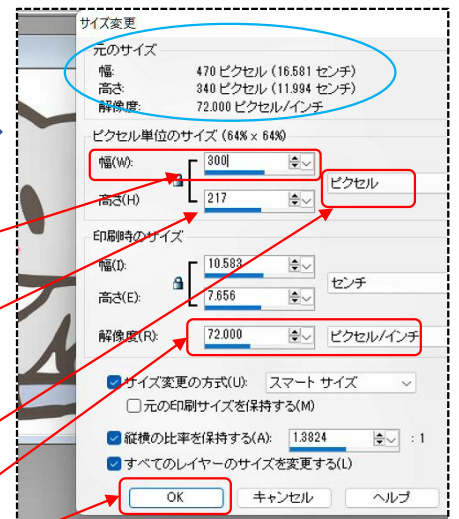 サイズ変更
元のサイズ
幅: 470 ピクセル (16.581 センチ)
高さ: 340 ピクセル (11.994 センチ)
解像度: 72.000 ピクセル/インチ
ピクセル単位のサイズ (64% x 64%)
幅(W): 300 ピクセル
高さ(H) 217
印刷時のサイズ
幅(I): 10.583 センチ
高さ(E): 7.656
解像度(R): 72.000 ピクセル/インチ
サイズ変更の方式(U): スマート サイズ
元の印刷サイズを保持する(M)
縦横の比率を保持する(A): 1.3824 : 1
すべてのレイヤーのサイズを変更する(L)
OK キャンセル ヘルプ